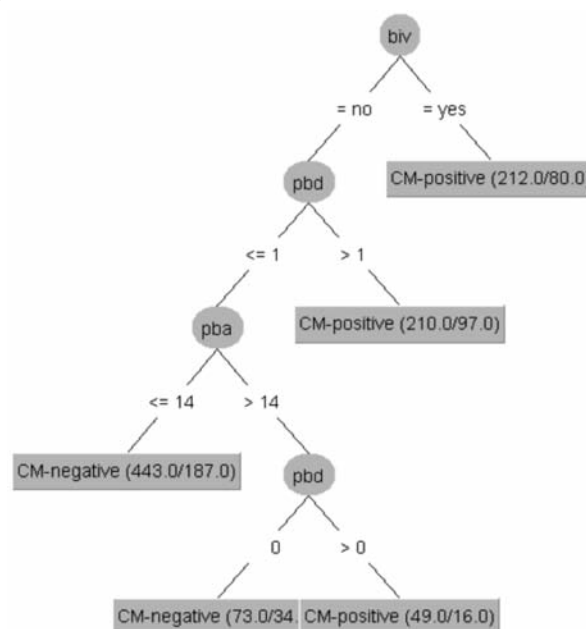 biv
= no
= yes
pbd
CM-positive (212.0/80.0
<= 1
> 1
pba
CM-positive (210.0/97.0)
<= 14
> 14
CM-negative (443.0/187.0)
pbd
0
> 0
CM-negative (73.0/34.
CM-positive (49.0/16.0)